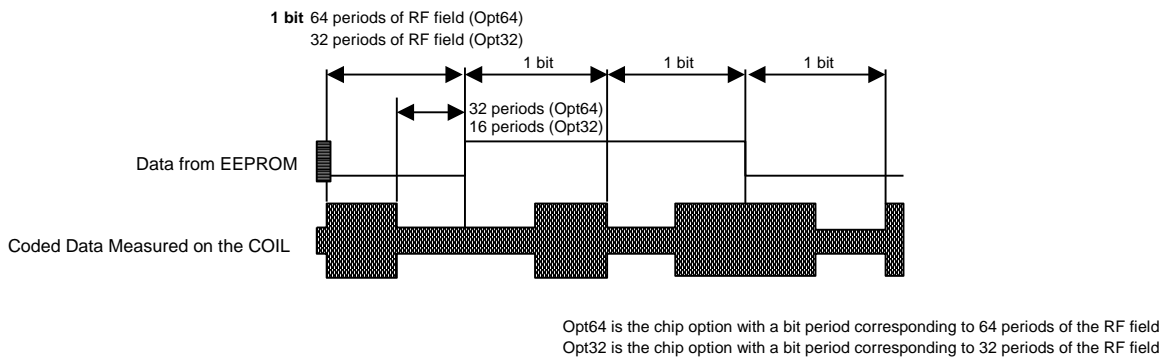 1 bit 64 periods of RF field (Opt64)
32 periods of RF field (Opt32)
1 bit
1 bit
1 bit
32 periods (Opt64)
16 periods (Opt32)
Data from EEPROM
Coded Data Measured on the COIL
Opt64 is the chip option with a bit period corresponding to 64 periods of the RF field
Opt32 is the chip option with a bit period corresponding to 32 periods of the RF field